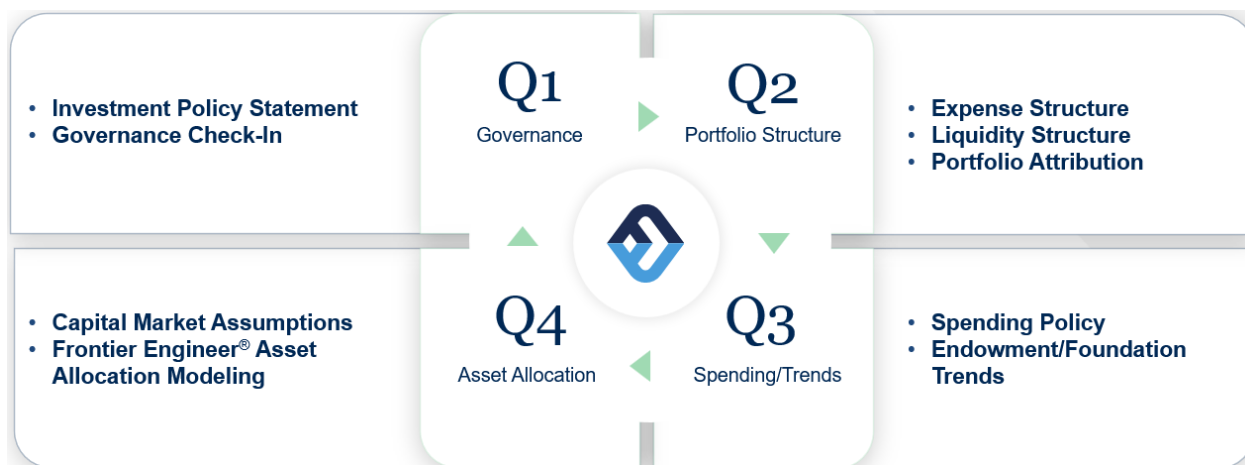 Q1
Governance
• Investment Policy Statement
• Governance Check-In
Q2
Portfolio Structure
• Expense Structure
• Liquidity Structure
• Portfolio Attribution
Q3
Spending/Trends
• Spending Policy
• Endowment/Foundation
Trends
Q4
Asset Allocation
• Capital Market Assumptions
• Frontier Engineer® Asset
Allocation Modeling